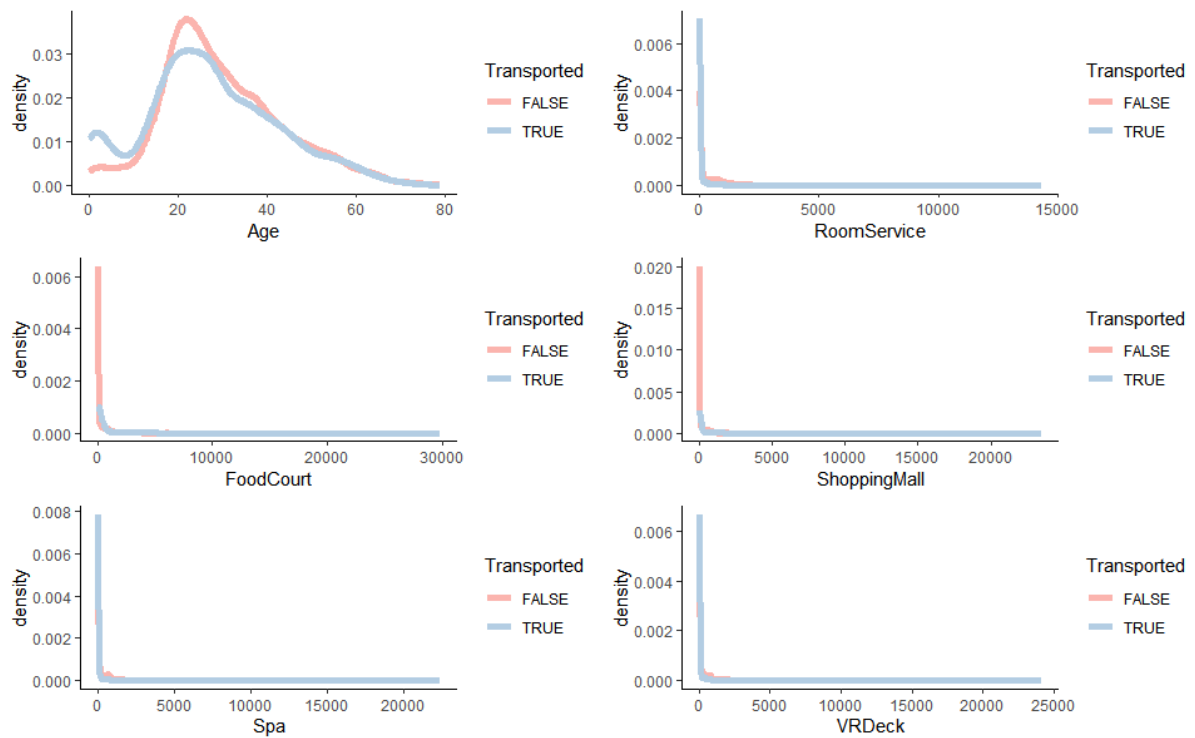 density
0.03
0.02
0.01
0.00
0 20 40 60 80
Age
Transported
FALSE
TRUE
density
0.006
0.004
0.002
0.000
0 5000 10000 15000
RoomService
Transported
FALSE
TRUE
density
0.006
0.004
0.002
0.000
0 10000 20000 30000
FoodCourt
Transported
FALSE
TRUE
density
0.020
0.015
0.010
0.005
0.000
0 5000 10000 15000 20000
ShoppingMall
Transported
FALSE
TRUE
density
0.008
0.006
0.004
0.002
0.000
0 5000 10000 15000 20000
Spa
Transported
FALSE
TRUE
density
0.006
0.004
0.002
0.000
0 5000 10000 15000 20000 25000
VRDeck
Transported
FALSE
TRUE